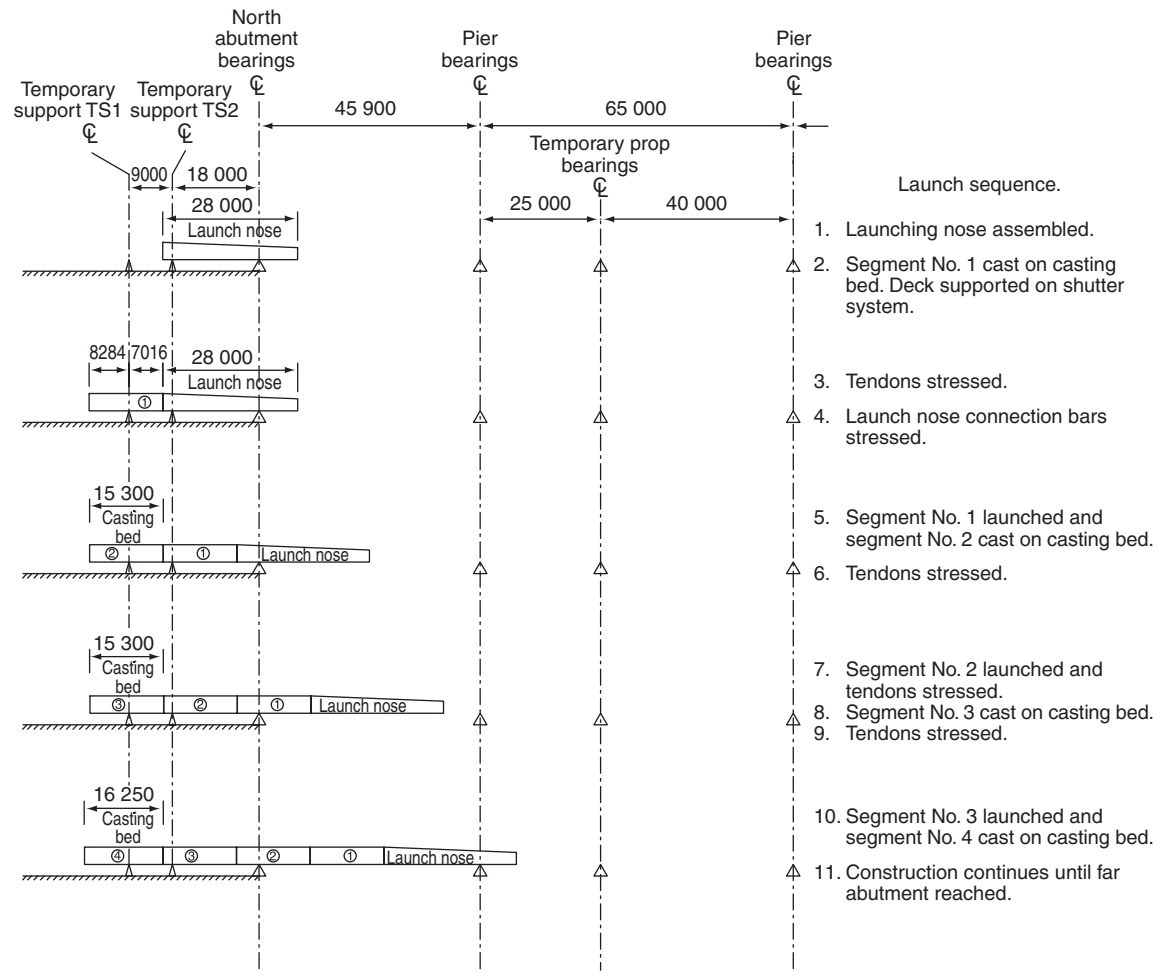 North
abutment
bearings
℄
Pier
bearings
℄
Pier
bearings
℄
Temporary
support TS1
℄
Temporary
support TS2
℄
45 900
65 000
Temporary prop
bearings
℄
9000
18 000
28 000
Launch nose
25 000
40 000
Launch sequence.
1. Launching nose assembled.
2. Segment No. 1 cast on casting
bed. Deck supported on shutter
system.
8284
7016
28 000
Launch nose
①
3. Tendons stressed.
4. Launch nose connection bars
stressed.
15 300
Casting
bed
②
①
Launch nose
5. Segment No. 1 launched and
segment No. 2 cast on casting bed.
6. Tendons stressed.
15 300
Casting
bed
③
②
①
Launch nose
7. Segment No. 2 launched and
tendons stressed.
8. Segment No. 3 cast on casting bed.
9. Tendons stressed.
16 250
Casting
bed
④
③
②
①
Launch nose
10. Segment No. 3 launched and
segment No. 4 cast on casting bed.
11. Construction continues until far
abutment reached.